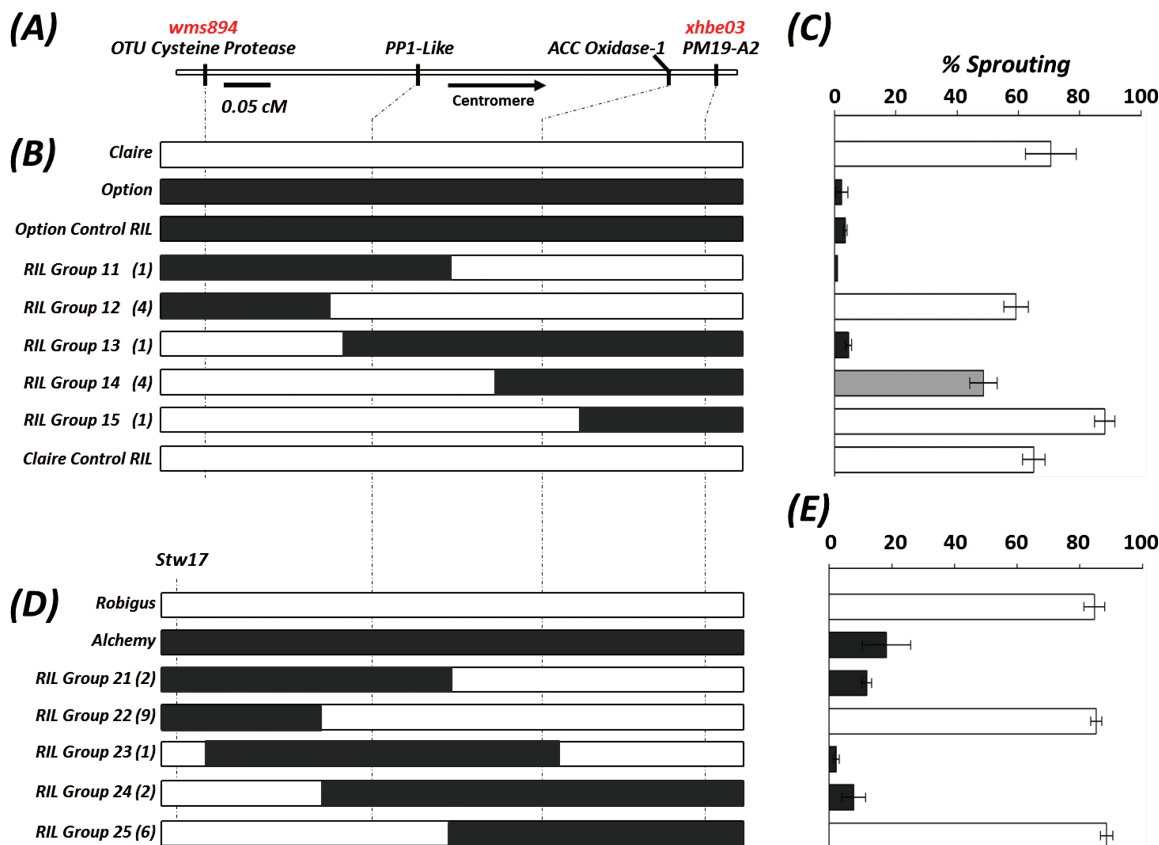 (A)
wms894
xhbe03
OTU Cysteine Protease
PP1-Like
ACC Oxidase-1
PM19-A2
0.05 cM
Centromere
(C)
% Sprouting
0 20 40 60 80 100
(B)
Claire
Option
Option Control RIL
RIL Group 11 (1)
RIL Group 12 (4)
RIL Group 13 (1)
RIL Group 14 (4)
RIL Group 15 (1)
Claire Control RIL
(E)
0 20 40 60 80 100
Stw17
(D)
Robigus
Alchemy
RIL Group 21 (2)
RIL Group 22 (9)
RIL Group 23 (1)
RIL Group 24 (2)
RIL Group 25 (6)